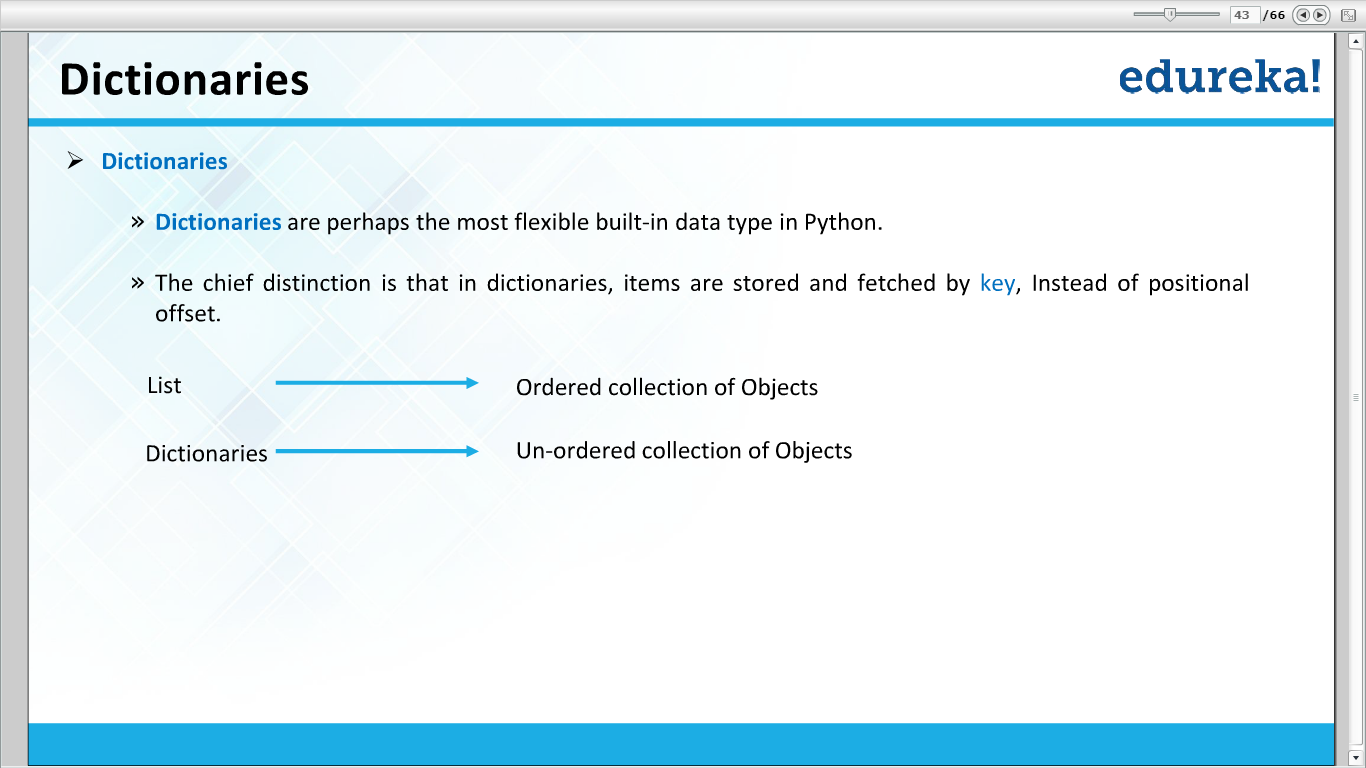 43 /66
Dictionaries
edureka!
➢ Dictionaries
» Dictionaries are perhaps the most flexible built-in data type in Python.
» The chief distinction is that in dictionaries, items are stored and fetched by key, Instead of positional
offset.
List
Ordered collection of Objects
Dictionaries
Un-ordered collection of Objects